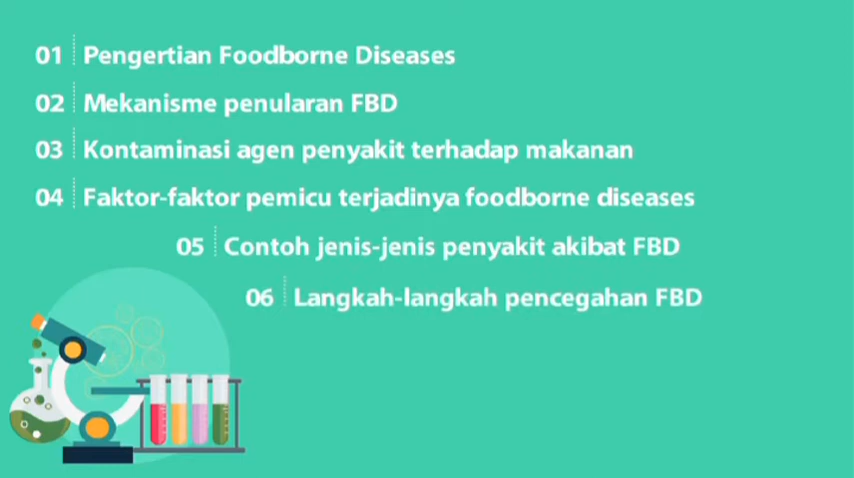 01 Pengertian Foodborne Diseases
02 Mekanisme penularan FBD
03 Kontaminasi agen penyakit terhadap makanan
04 Faktor-faktor pemicu terjadinya foodborne diseases
05 Contoh jenis-jenis penyakit akibat FBD
06 Langkah-langkah pencegahan FBD